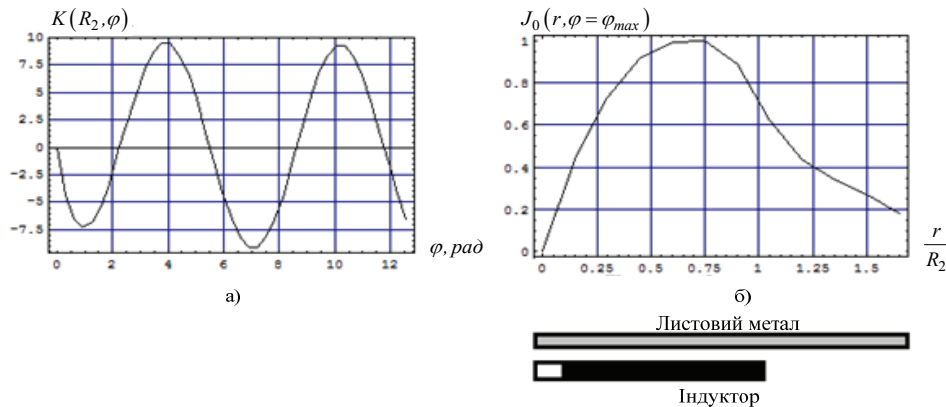 K(R₂,φ)
10
7.5
5
2.5
0
−2.5
−5
−7.5
0 2 4 6 8 10 12
φ, рад
а)
J₀(r,φ = φₘₐₓ)
1
0.8
0.6
0.4
0.2
0
0 0.25 0.5 0.75 1 1.25 1.5
r
R₂
б)
Листовий метал
Індуктор